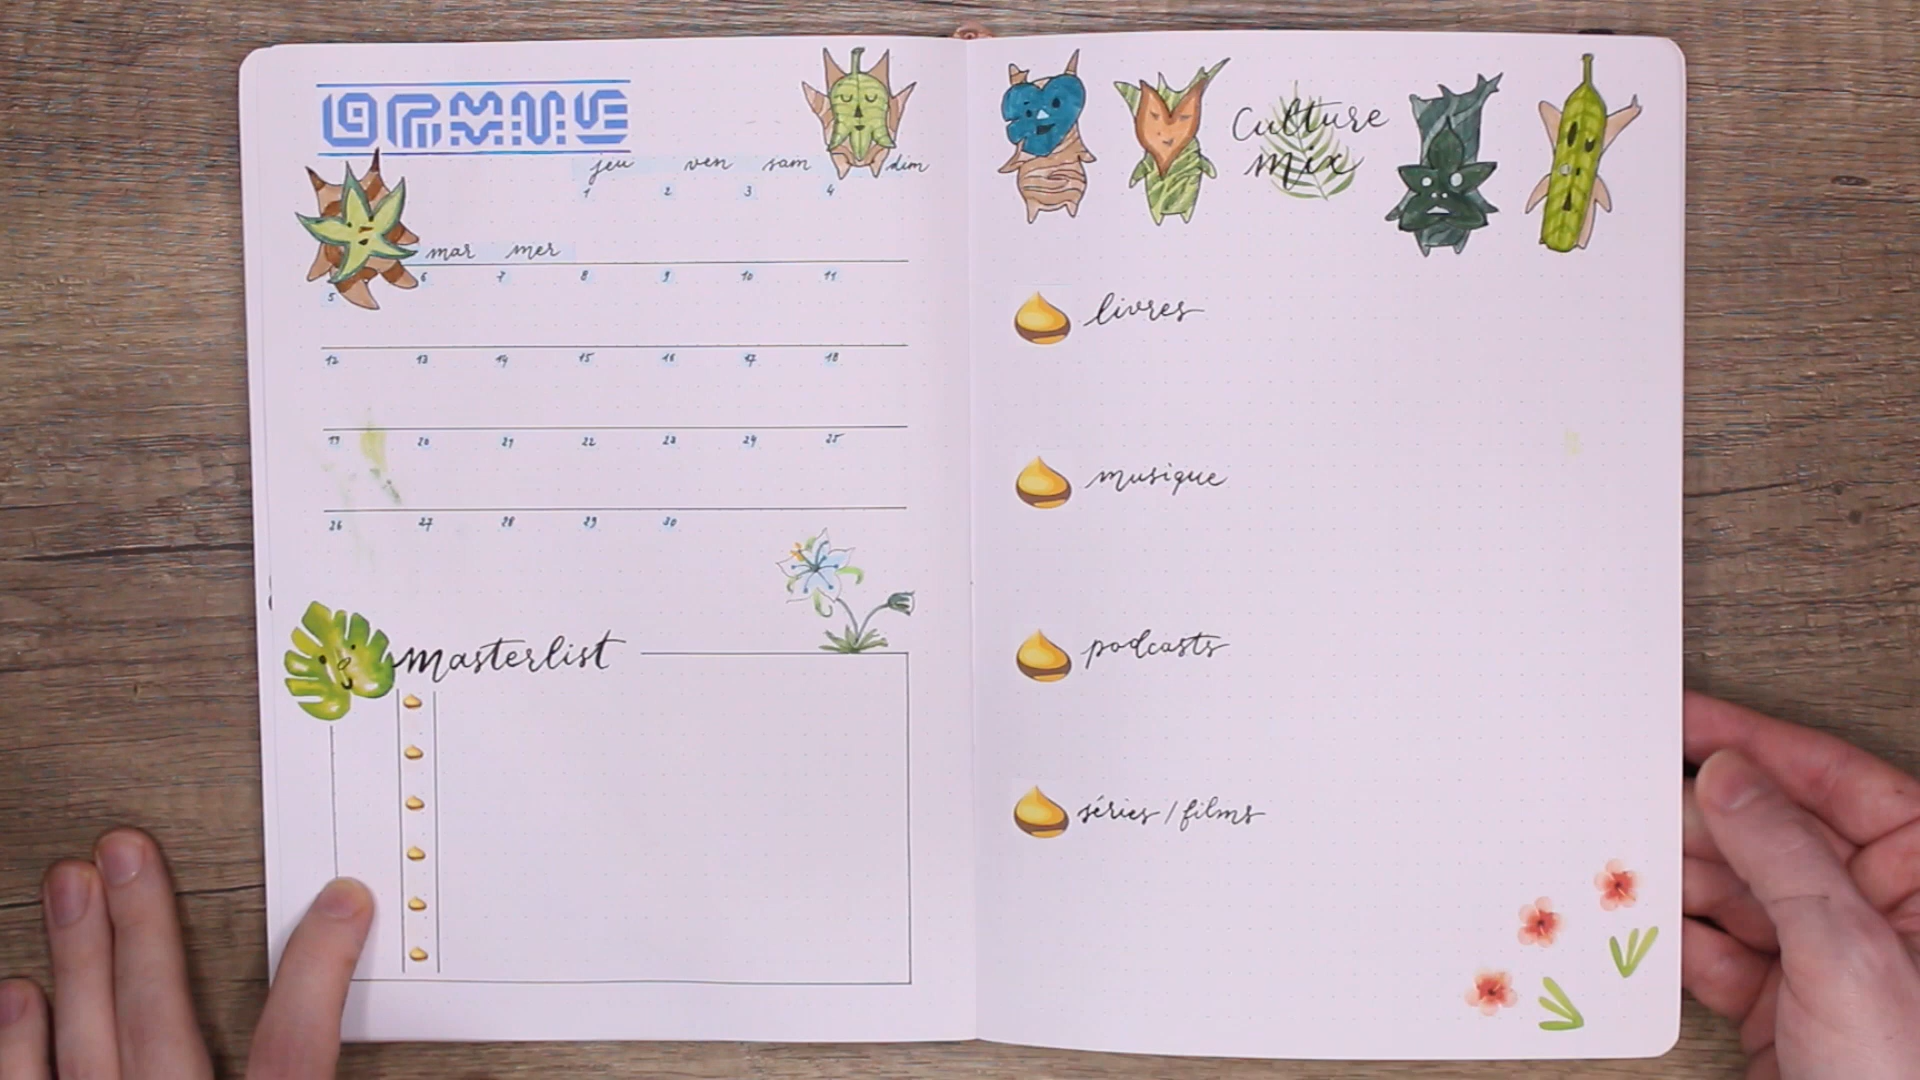 jeu ven sam dim
1 2 3 4
mar mer
5 6 7 8 9 10 11
12 13 14 15 16 17 18
19 20 21 22 23 24 25
26 27 28 29 30
Masterlist
Culture
mix
livres
musique
podcasts
séries / films